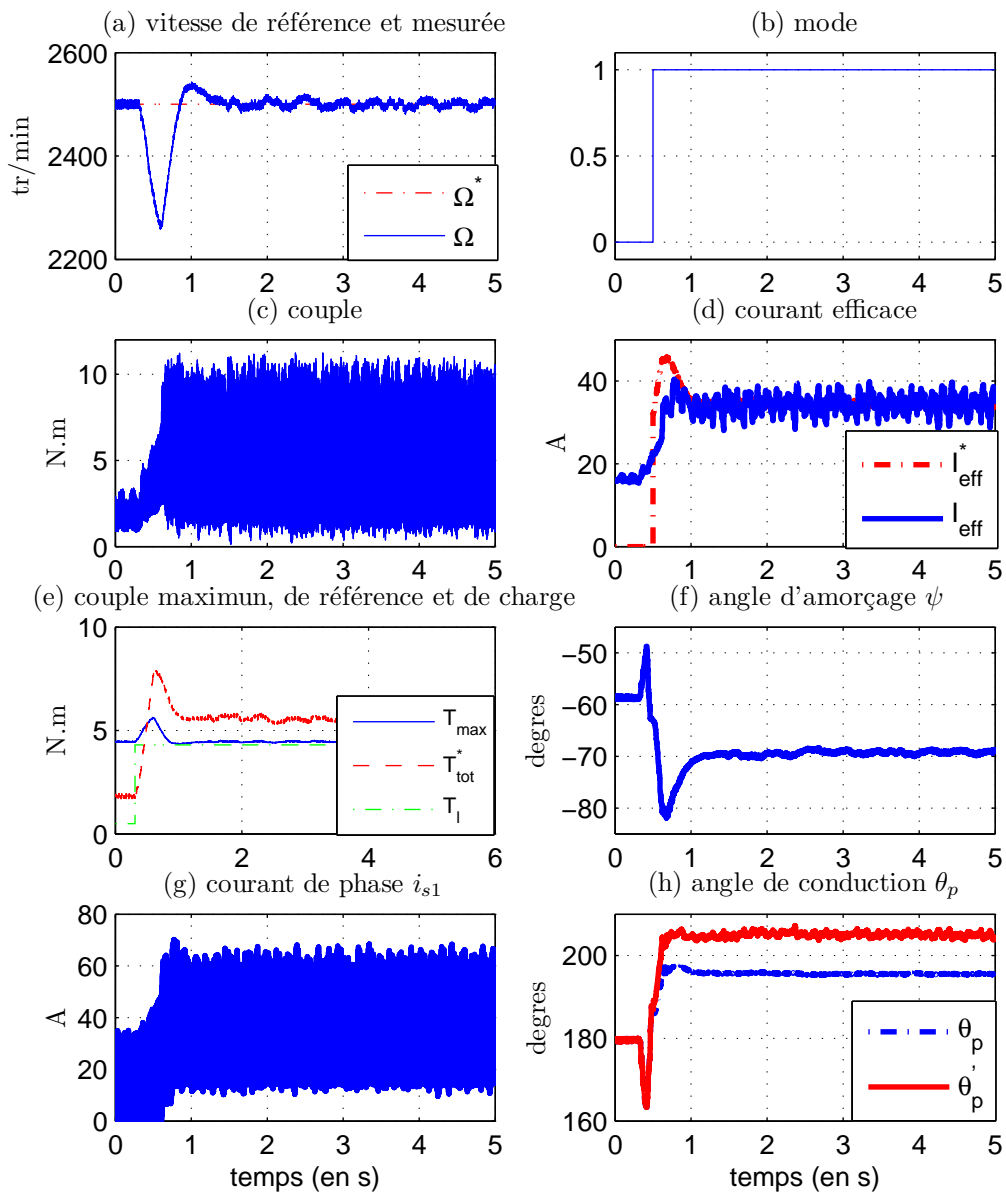 (a) vitesse de référence et mesurée
2600
2400
2200
tr/min
0 1 2 3 4 5
Ω*
Ω
(b) mode
1
0.5
0
0 1 2 3 4 5
(c) couple
10
5
0
N.m
0 1 2 3 4 5
(d) courant efficace
40
20
0
A
0 1 2 3 4 5
I*eff
Ieff
(e) couple maximun, de référence et de charge
10
5
0
N.m
0 2 4 6
Tmax
T*tot
Tl
(f) angle d'amorçage ψ
−50
−60
−70
−80
degres
0 1 2 3 4 5
(g) courant de phase is1
80
60
40
20
0
A
0 1 2 3 4 5
temps (en s)
(h) angle de conduction θp
200
180
160
degres
0 1 2 3 4 5
temps (en s)
θp
θp'